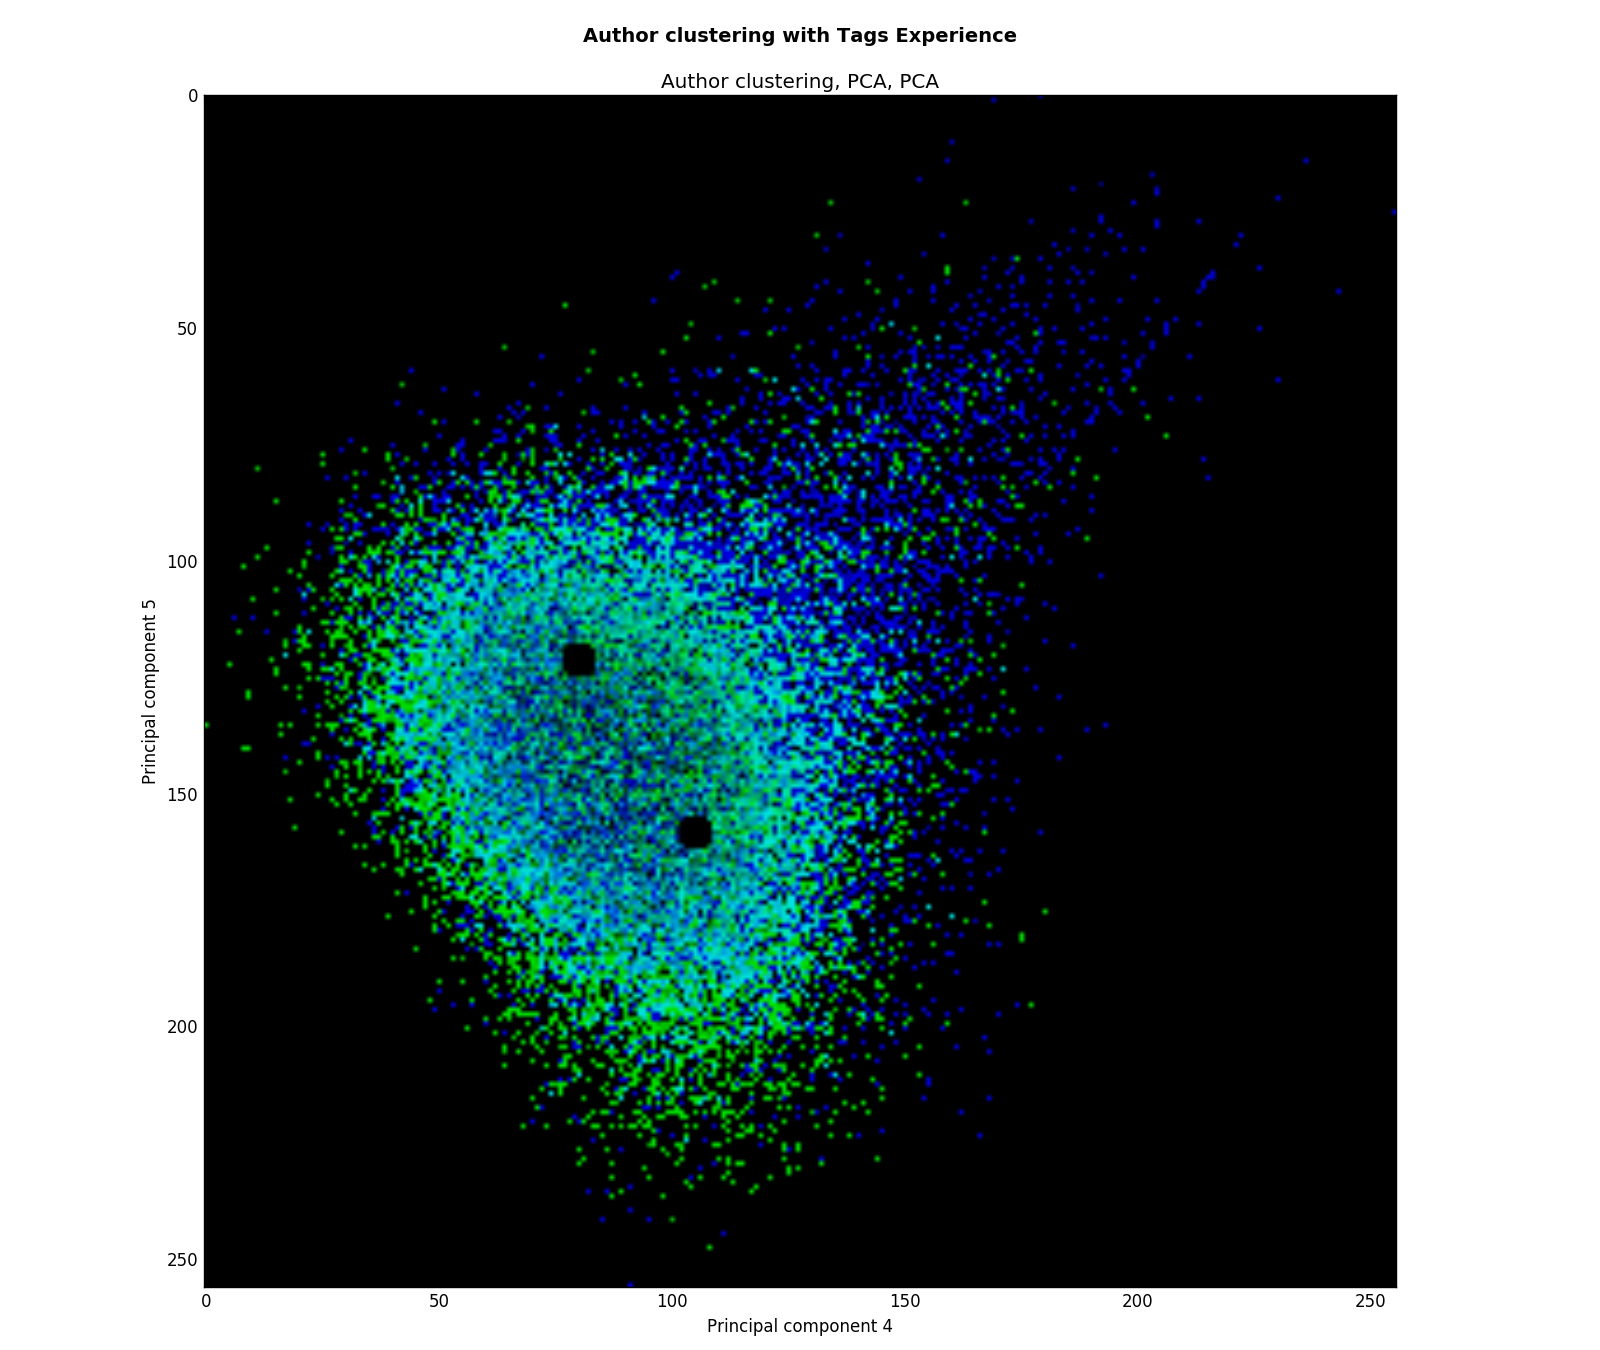 Author clustering with Tags Experience
Author clustering, PCA, PCA
0
50
100
150
200
250
Principal component 5
0 50 100 150 200 250
Principal component 4